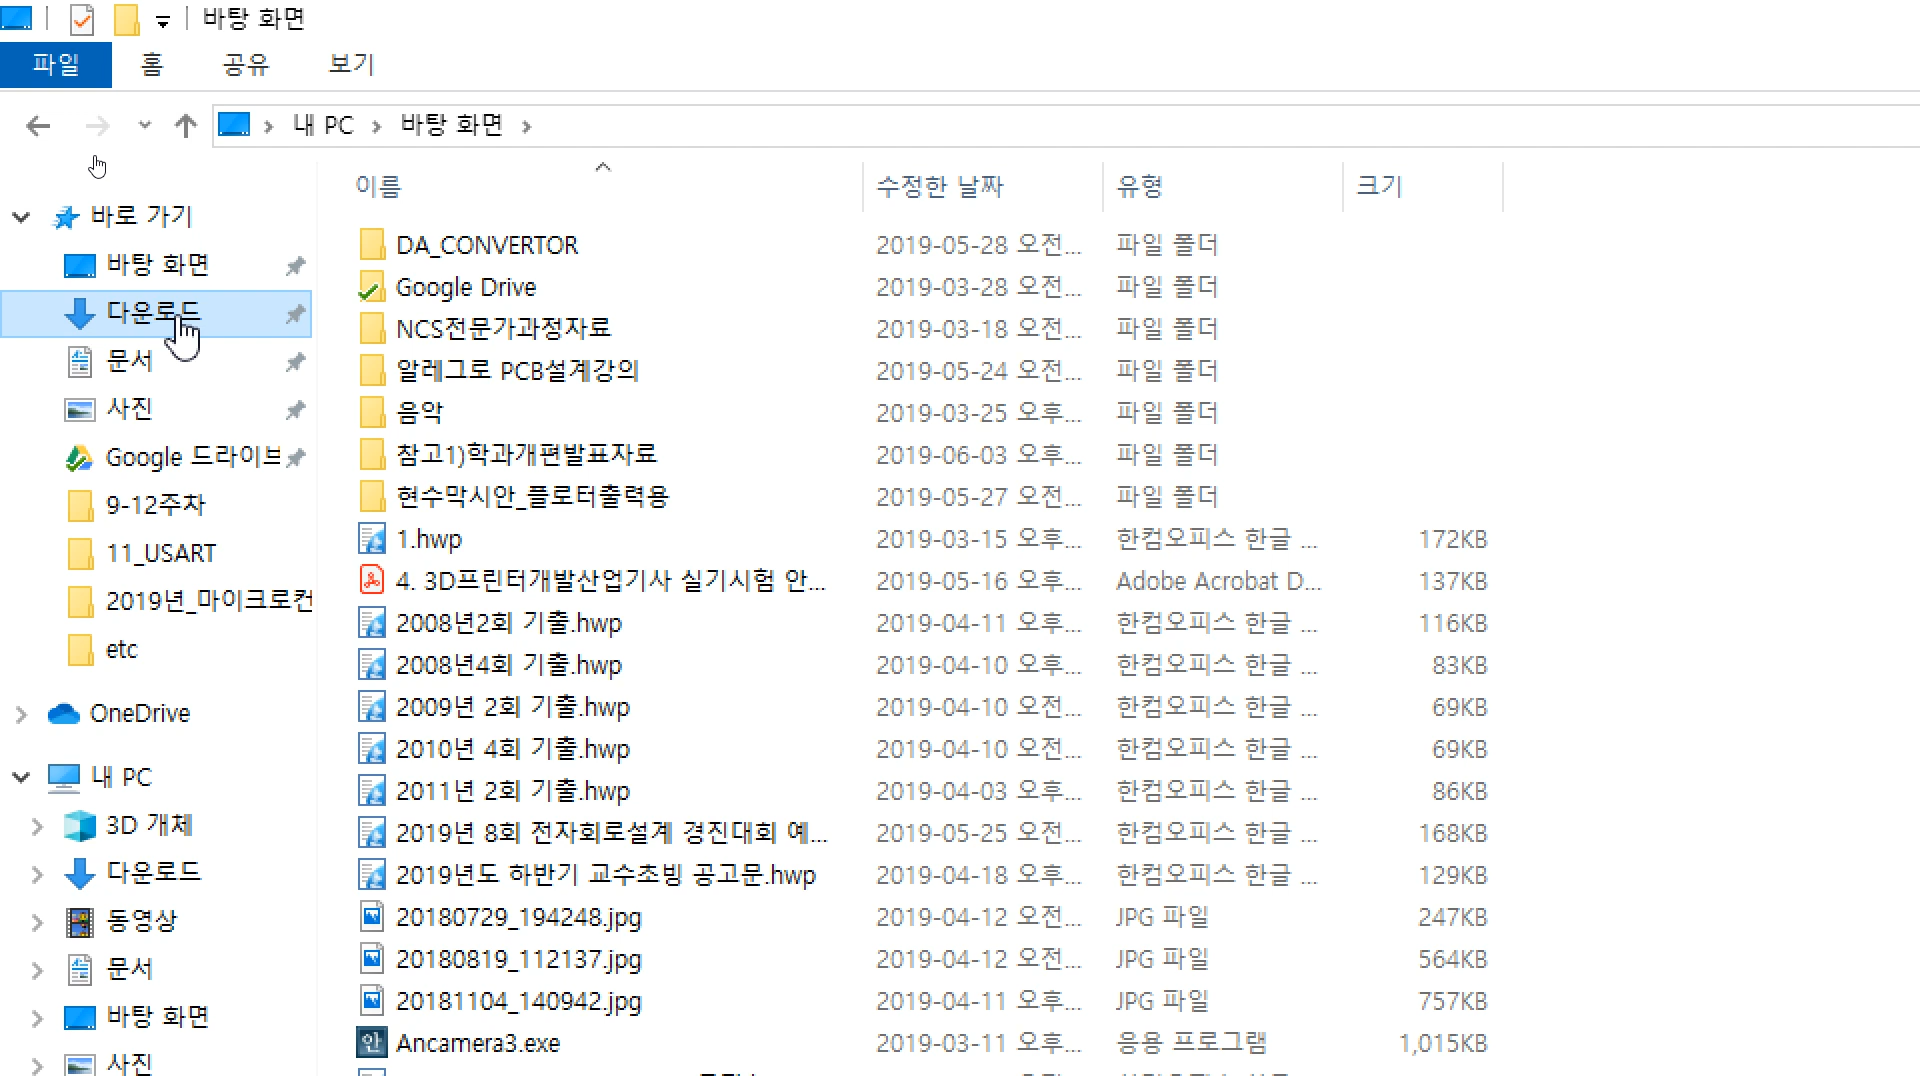 바탕 화면
파일 홈 공유 보기
내 PC 바탕 화면
이름 수정한 날짜 유형 크기
바로 가기
바탕 화면
다운로드
문서
사진
Google 드라이브
9-12주차
11_USART
2019년_마이크로컨
etc
OneDrive
내 PC
3D 개체
다운로드
동영상
문서
바탕 화면
사진
DA_CONVERTOR 2019-05-28 오전... 파일 폴더
Google Drive 2019-03-28 오전... 파일 폴더
NCS전문가과정자료 2019-03-18 오전... 파일 폴더
알레그로 PCB설계강의 2019-05-24 오전... 파일 폴더
음악 2019-03-25 오후... 파일 폴더
참고1)학과개편발표자료 2019-06-03 오후... 파일 폴더
현수막시안_플로터출력용 2019-05-27 오전... 파일 폴더
1.hwp 2019-03-15 오후... 한컴오피스 한글 ... 172KB
4. 3D프린터개발산업기사 실기시험 안... 2019-05-16 오후... Adobe Acrobat D... 137KB
2008년2회 기출.hwp 2019-04-11 오후... 한컴오피스 한글 ... 116KB
2008년4회 기출.hwp 2019-04-10 오후... 한컴오피스 한글 ... 83KB
2009년 2회 기출.hwp 2019-04-10 오전... 한컴오피스 한글 ... 69KB
2010년 4회 기출.hwp 2019-04-10 오전... 한컴오피스 한글 ... 69KB
2011년 2회 기출.hwp 2019-04-03 오후... 한컴오피스 한글 ... 86KB
2019년 8회 전자회로설계 경진대회 예... 2019-05-25 오전... 한컴오피스 한글 ... 168KB
2019년도 하반기 교수초빙 공고문.hwp 2019-04-18 오후... 한컴오피스 한글 ... 129KB
20180729_194248.jpg 2019-04-12 오전... JPG 파일 247KB
20180819_112137.jpg 2019-04-12 오전... JPG 파일 564KB
20181104_140942.jpg 2019-04-11 오후... JPG 파일 757KB
안 Ancamera3.exe 2019-03-11 오후... 응용 프로그램 1,015KB